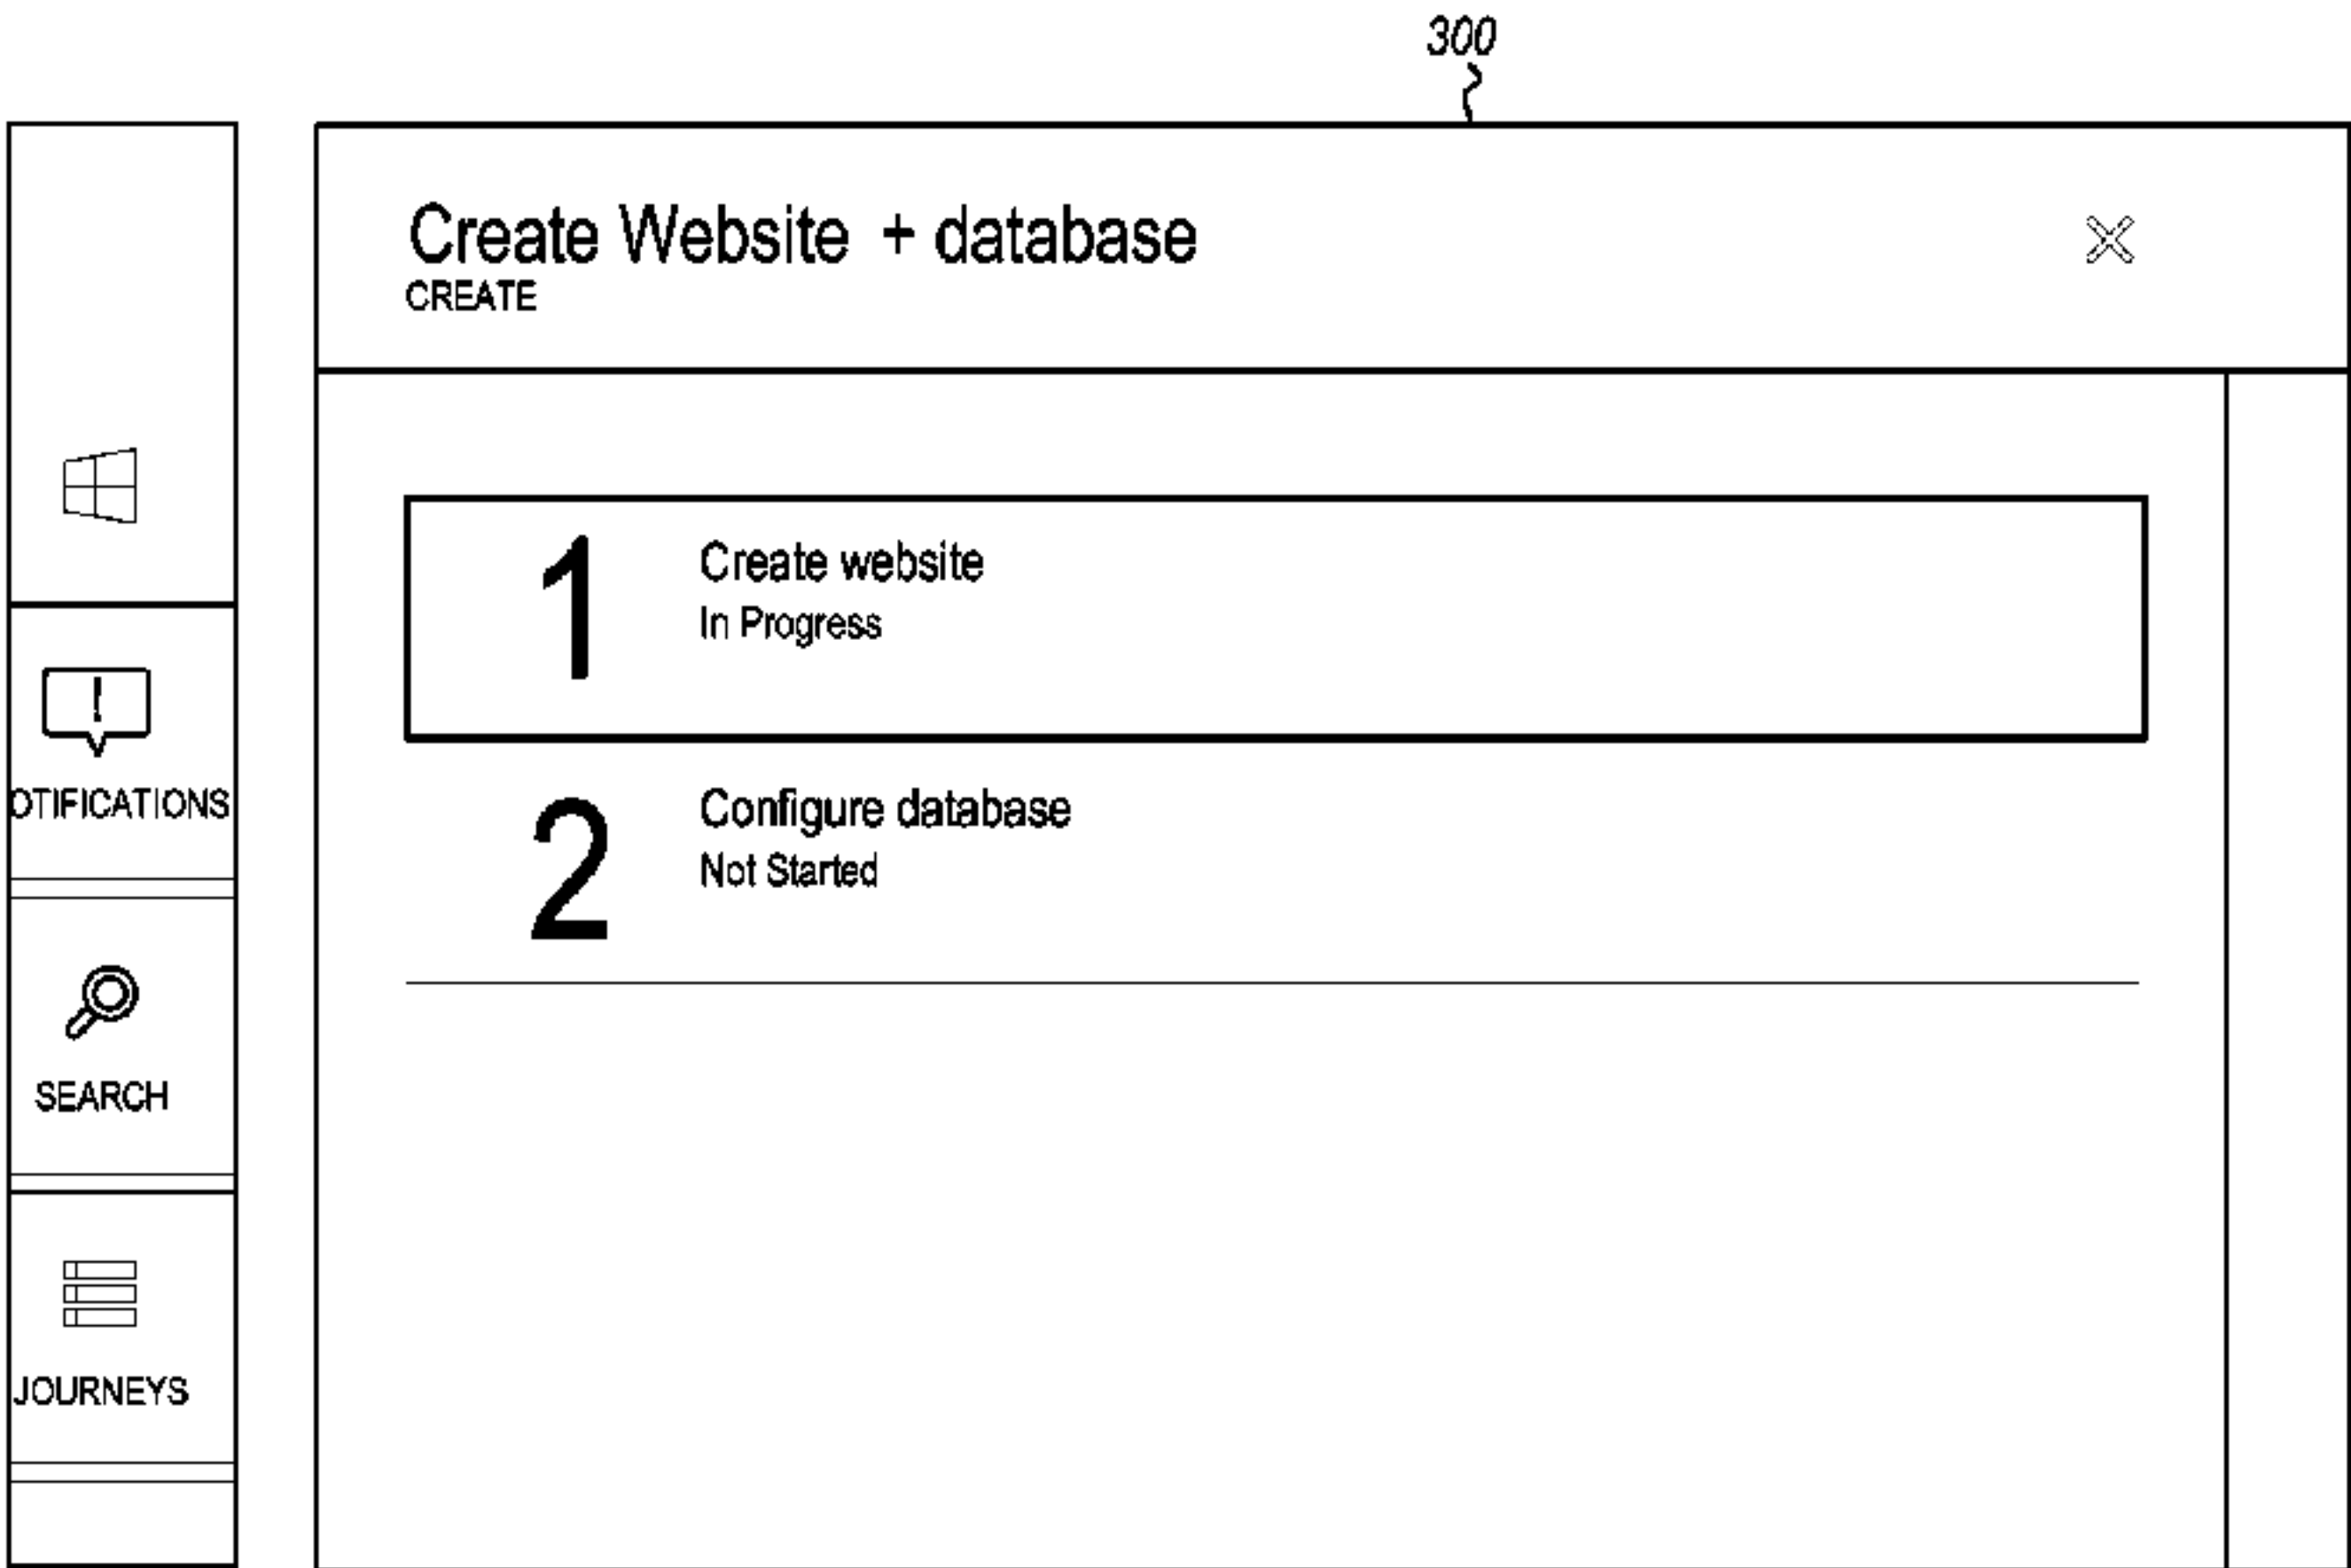 300
Create Website + database
CREATE
1
Create website
In Progress
2
Configure database
Not Started
OTIFICATIONS
SEARCH
JOURNEYS